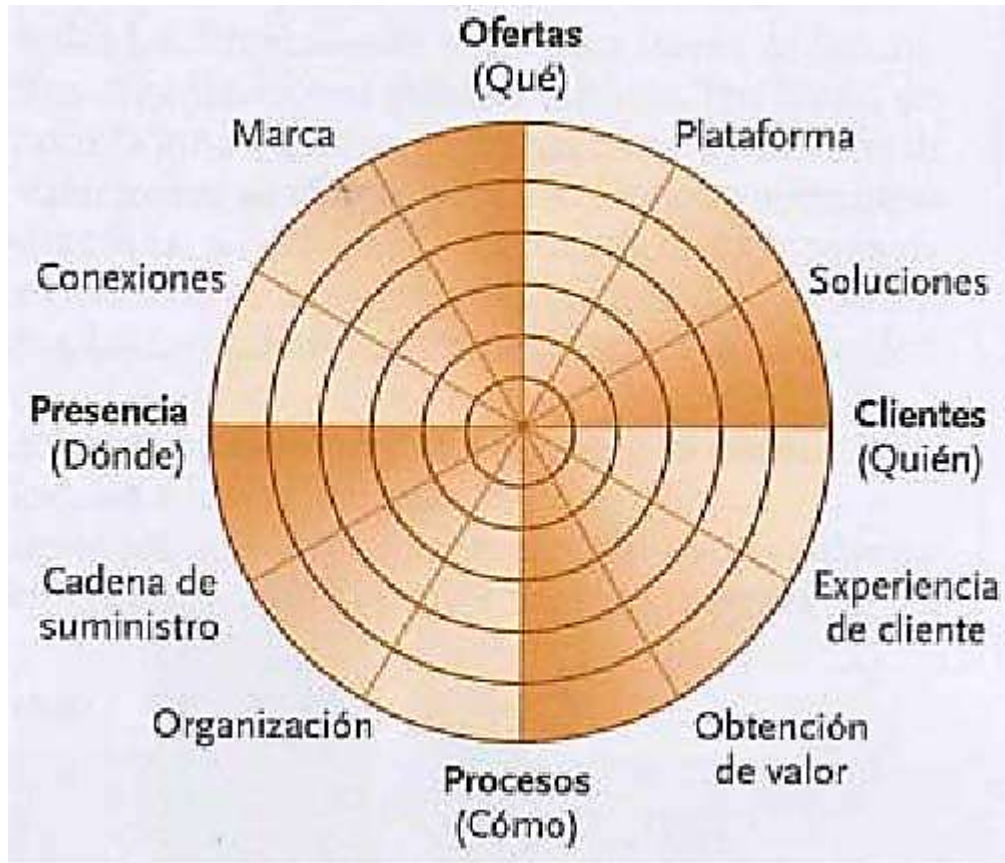 Ofertas
(Qué)
Marca
Plataforma
Conexiones
Soluciones
Presencia
(Dónde)
Clientes
(Quién)
Cadena de
suministro
Experiencia
de cliente
Organización
Obtención
de valor
Procesos
(Cómo)